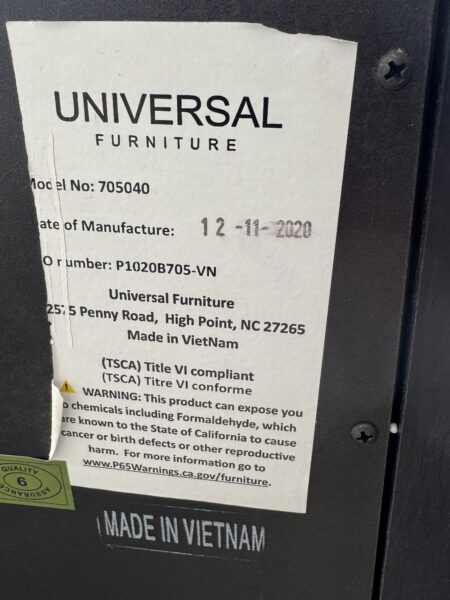 UNIVERSAL
FURNITURE
Model No: 705040
ate of Manufacture: 12-11-2020
O number: P1020B705-VN
Universal Furniture
2575 Penny Road, High Point, NC 27265
Made in VietNam
(TSCA) Title VI compliant
(TSCA) Titre VI conforme
WARNING: This product can expose you
o chemicals including Formaldehyde, which
are known to the State of California to cause
cancer or birth defects or other reproductive
harm. For more information go to
www.P65Warnings.ca.gov/furniture.
QUALITY
6
ASSURANCE
MADE IN VIETNAM